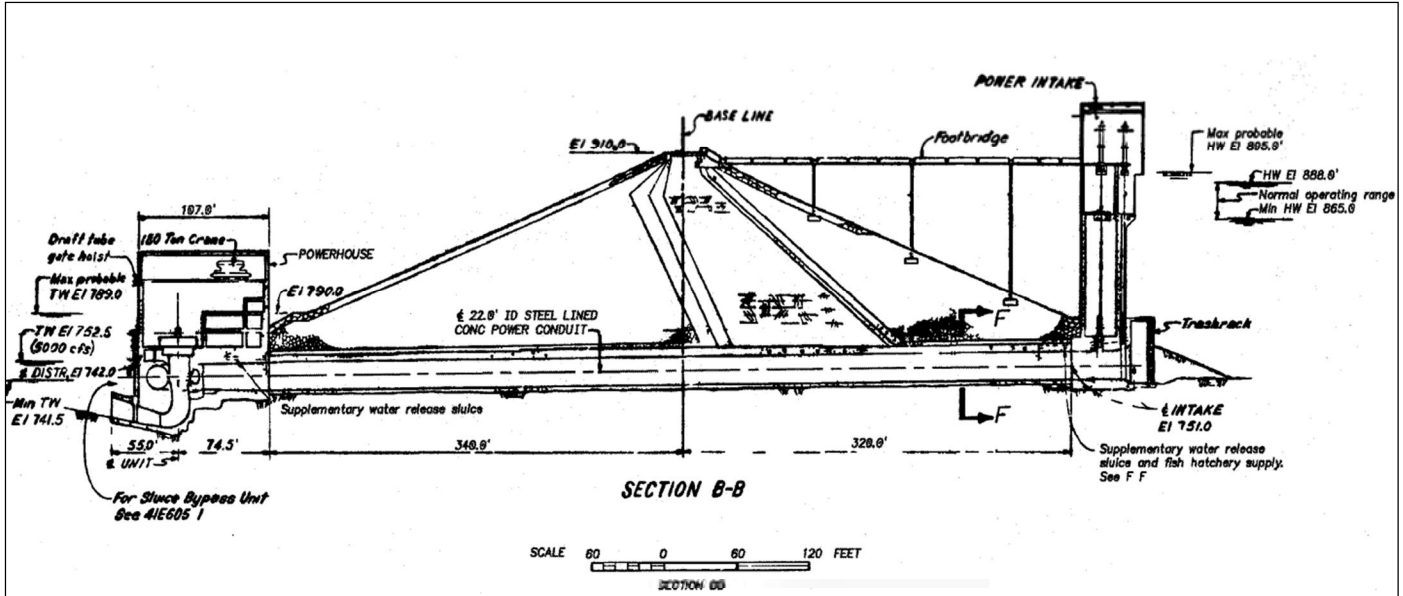 POWER INTAKE
BASE LINE
Footbridge
El 910.0
Max probable
HW El 895.0'
HW El 888.0'
Normal operating range
Min HW El 865.0
107.0'
Draft tube
gate hoist
180 Ton Crane
POWERHOUSE
Max probable
TW El 789.0
El 790.0
℄ 22.0' ID STEEL LINED
CONC POWER CONDUIT
F
Trashrack
TW El 752.5
(5000 cfs)
℄ DISTR. El 742.0
Min TW
El 741.5
Supplementary water release sluice
F
℄ INTAKE
El 751.0
55.0'
74.5'
340.0'
320.0'
℄ UNIT
Supplementary water release
sluice and fish hatchery supply.
See F F
For Sluice Bypass Unit
See 41E605 1
SECTION B-B
SCALE 60 0 60 120 FEET
SECTION BB